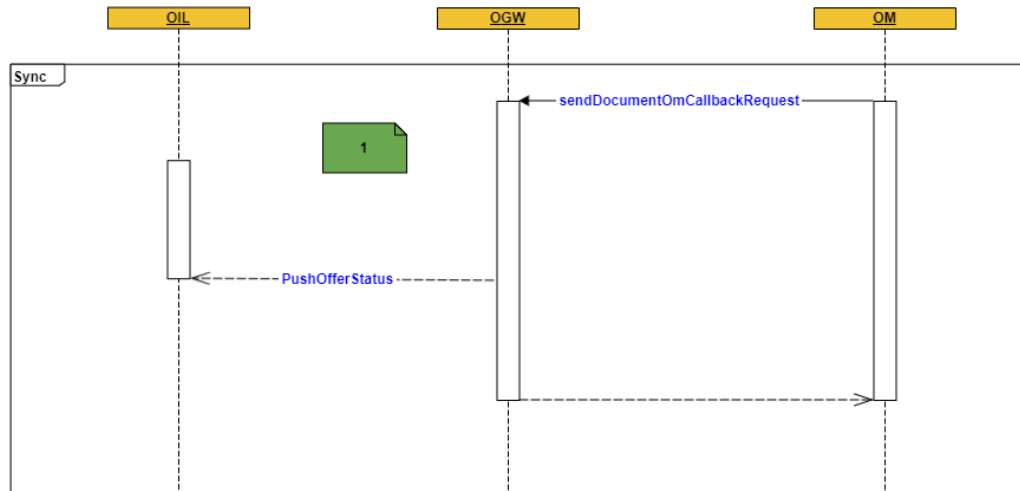 OIL
OGW
OM
Sync
sendDocumentOmCallbackRequest
1
PushOfferStatus